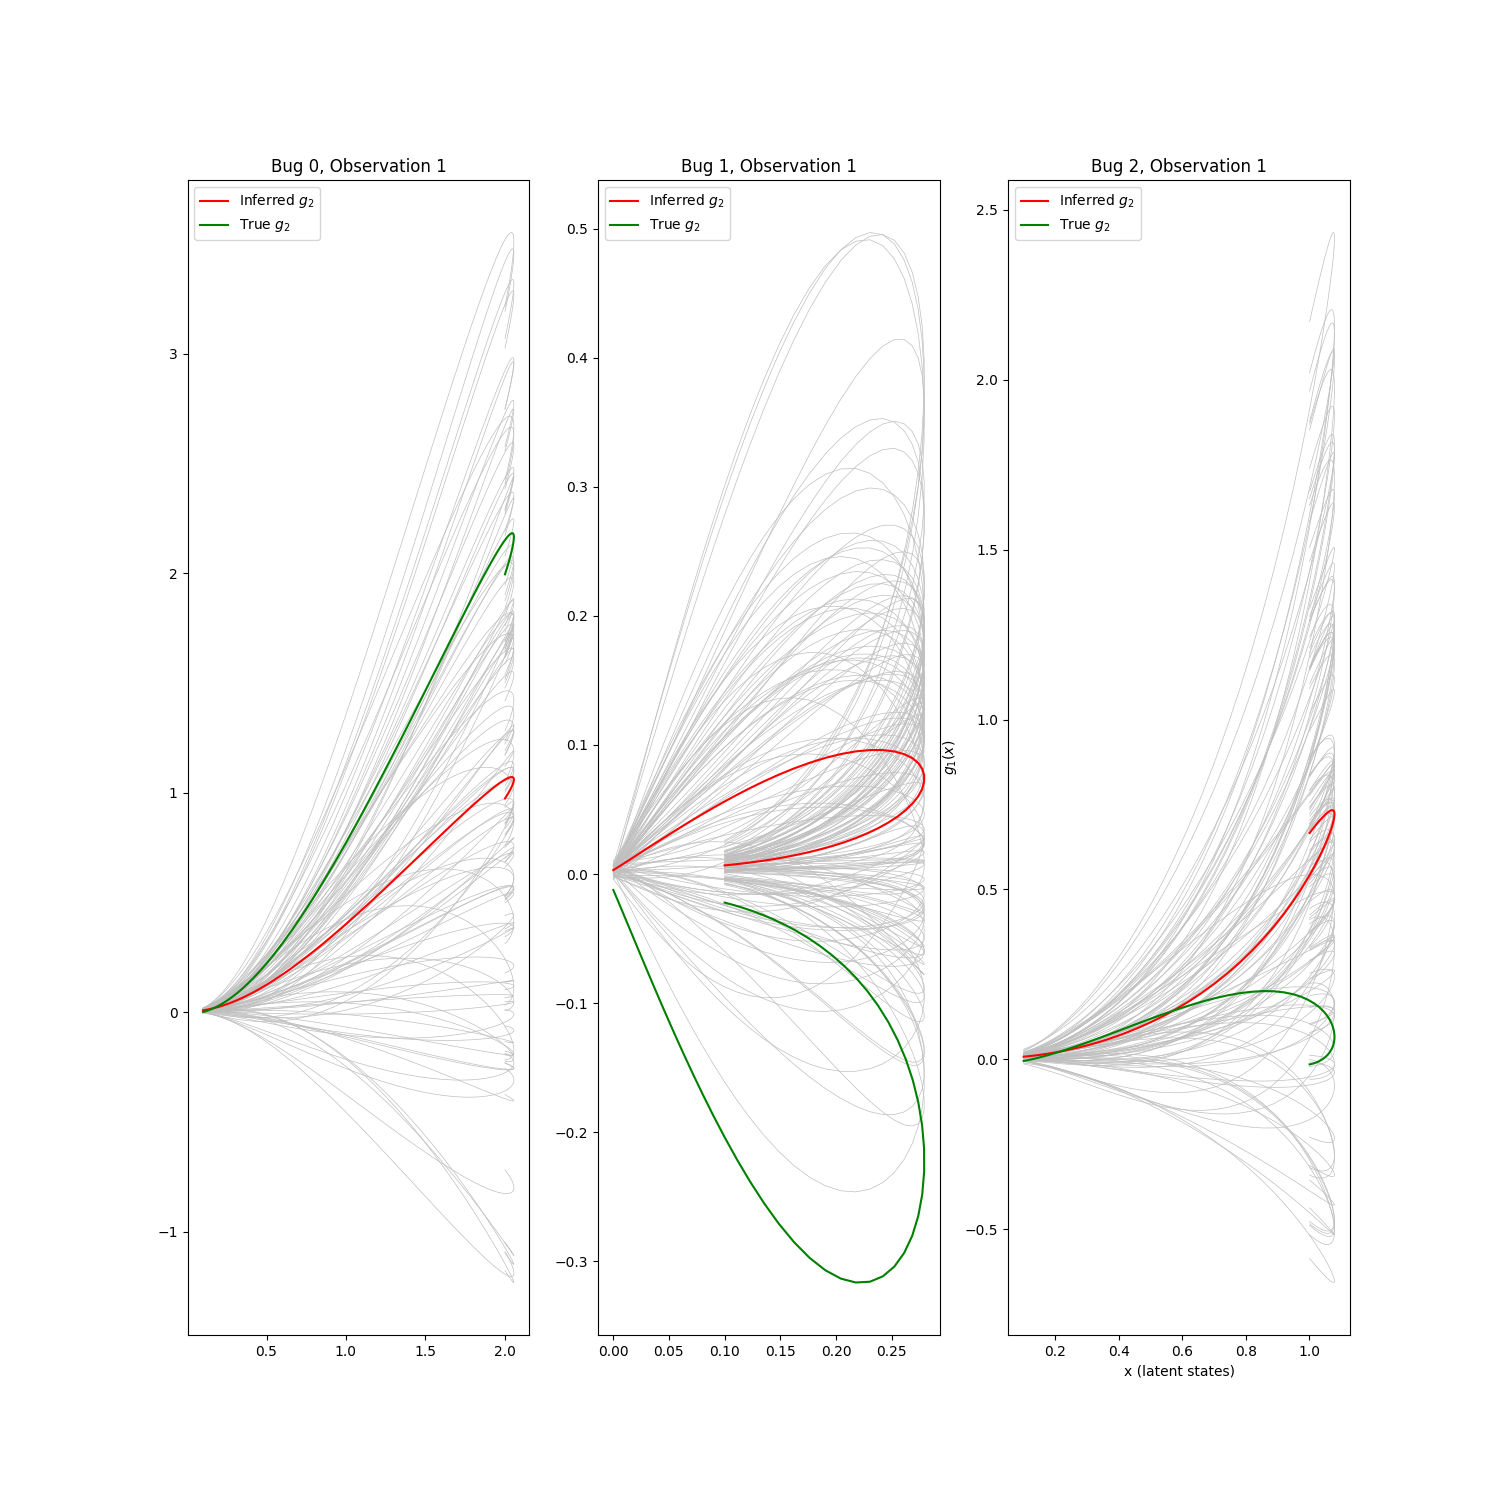 Bug 0, Observation 1
Inferred g₂
True g₂
3
2
1
0
−1
0.5 1.0 1.5 2.0
Bug 1, Observation 1
Inferred g₂
True g₂
0.5
0.4
0.3
0.2
0.1
0.0
−0.1
−0.2
−0.3
0.00 0.05 0.10 0.15 0.20 0.25
Bug 2, Observation 1
Inferred g₂
True g₂
g₁(x)
2.5
2.0
1.5
1.0
0.5
0.0
−0.5
0.2 0.4 0.6 0.8 1.0
x (latent states)